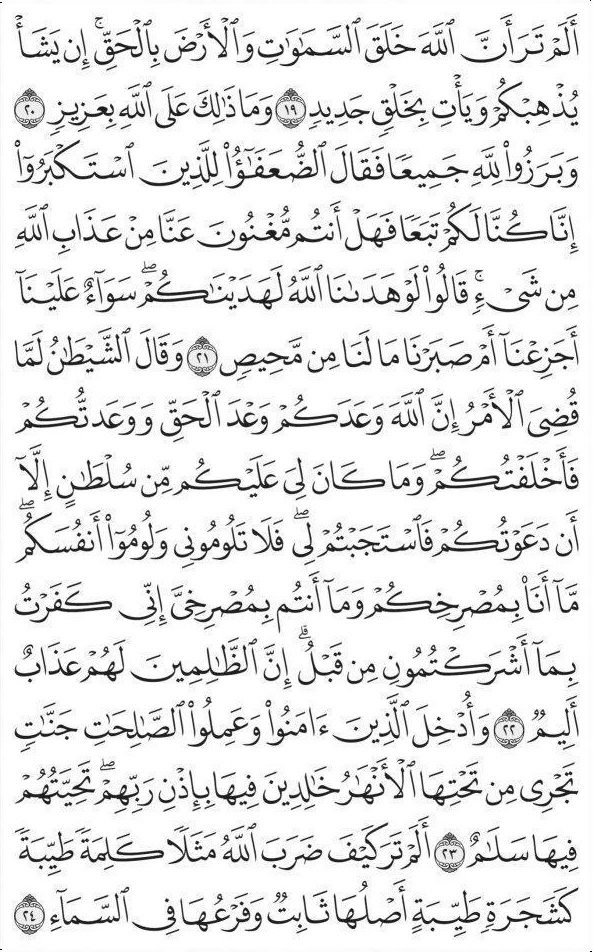 أَلَمْ تَرَ أَنَّ ٱللَّهَ خَلَقَ ٱلسَّمَٰوَٰتِ وَٱلْأَرْضَ بِٱلْحَقِّ ۚ إِن يَشَأْ
يُذْهِبْكُمْ وَيَأْتِ بِخَلْقٍ جَدِيدٍ ١٩ وَمَا ذَٰلِكَ عَلَى ٱللَّهِ بِعَزِيزٍ ٢٠
وَبَرَزُوا۟ لِلَّهِ جَمِيعًا فَقَالَ ٱلضُّعَفَٰٓؤُا۟ لِلَّذِينَ ٱسْتَكْبَرُوٓا۟
إِنَّا كُنَّا لَكُمْ تَبَعًا فَهَلْ أَنتُم مُّغْنُونَ عَنَّا مِنْ عَذَابِ ٱللَّهِ
مِن شَىْءٍ ۚ قَالُوا۟ لَوْ هَدَىٰنَا ٱللَّهُ لَهَدَيْنَٰكُمْ ۖ سَوَآءٌ عَلَيْنَآ
أَجَزِعْنَآ أَمْ صَبَرْنَا مَا لَنَا مِن مَّحِيصٍ ٢١ وَقَالَ ٱلشَّيْطَٰنُ لَمَّا
قُضِىَ ٱلْأَمْرُ إِنَّ ٱللَّهَ وَعَدَكُمْ وَعْدَ ٱلْحَقِّ وَوَعَدتُّكُمْ
فَأَخْلَفْتُكُمْ ۖ وَمَا كَانَ لِىَ عَلَيْكُم مِّن سُلْطَٰنٍ إِلَّآ
أَن دَعَوْتُكُمْ فَٱسْتَجَبْتُمْ لِى ۖ فَلَا تَلُومُونِى وَلُومُوٓا۟ أَنفُسَكُم ۖ
مَّآ أَنَا۠ بِمُصْرِخِكُمْ وَمَآ أَنتُم بِمُصْرِخِىَّ إِنِّى كَفَرْتُ
بِمَآ أَشْرَكْتُمُونِ مِن قَبْلُ ۗ إِنَّ ٱلظَّٰلِمِينَ لَهُمْ عَذَابٌ
أَلِيمٌ ٢٢ وَأُدْخِلَ ٱلَّذِينَ ءَامَنُوا۟ وَعَمِلُوا۟ ٱلصَّٰلِحَٰتِ جَنَّٰتٍ
تَجْرِى مِن تَحْتِهَا ٱلْأَنْهَٰرُ خَٰلِدِينَ فِيهَا بِإِذْنِ رَبِّهِمْ ۖ تَحِيَّتُهُمْ
فِيهَا سَلَٰمٌ ٢٣ أَلَمْ تَرَ كَيْفَ ضَرَبَ ٱللَّهُ مَثَلًا كَلِمَةً طَيِّبَةً
كَشَجَرَةٍ طَيِّبَةٍ أَصْلُهَا ثَابِتٌ وَفَرْعُهَا فِى ٱلسَّمَآءِ ٢٤